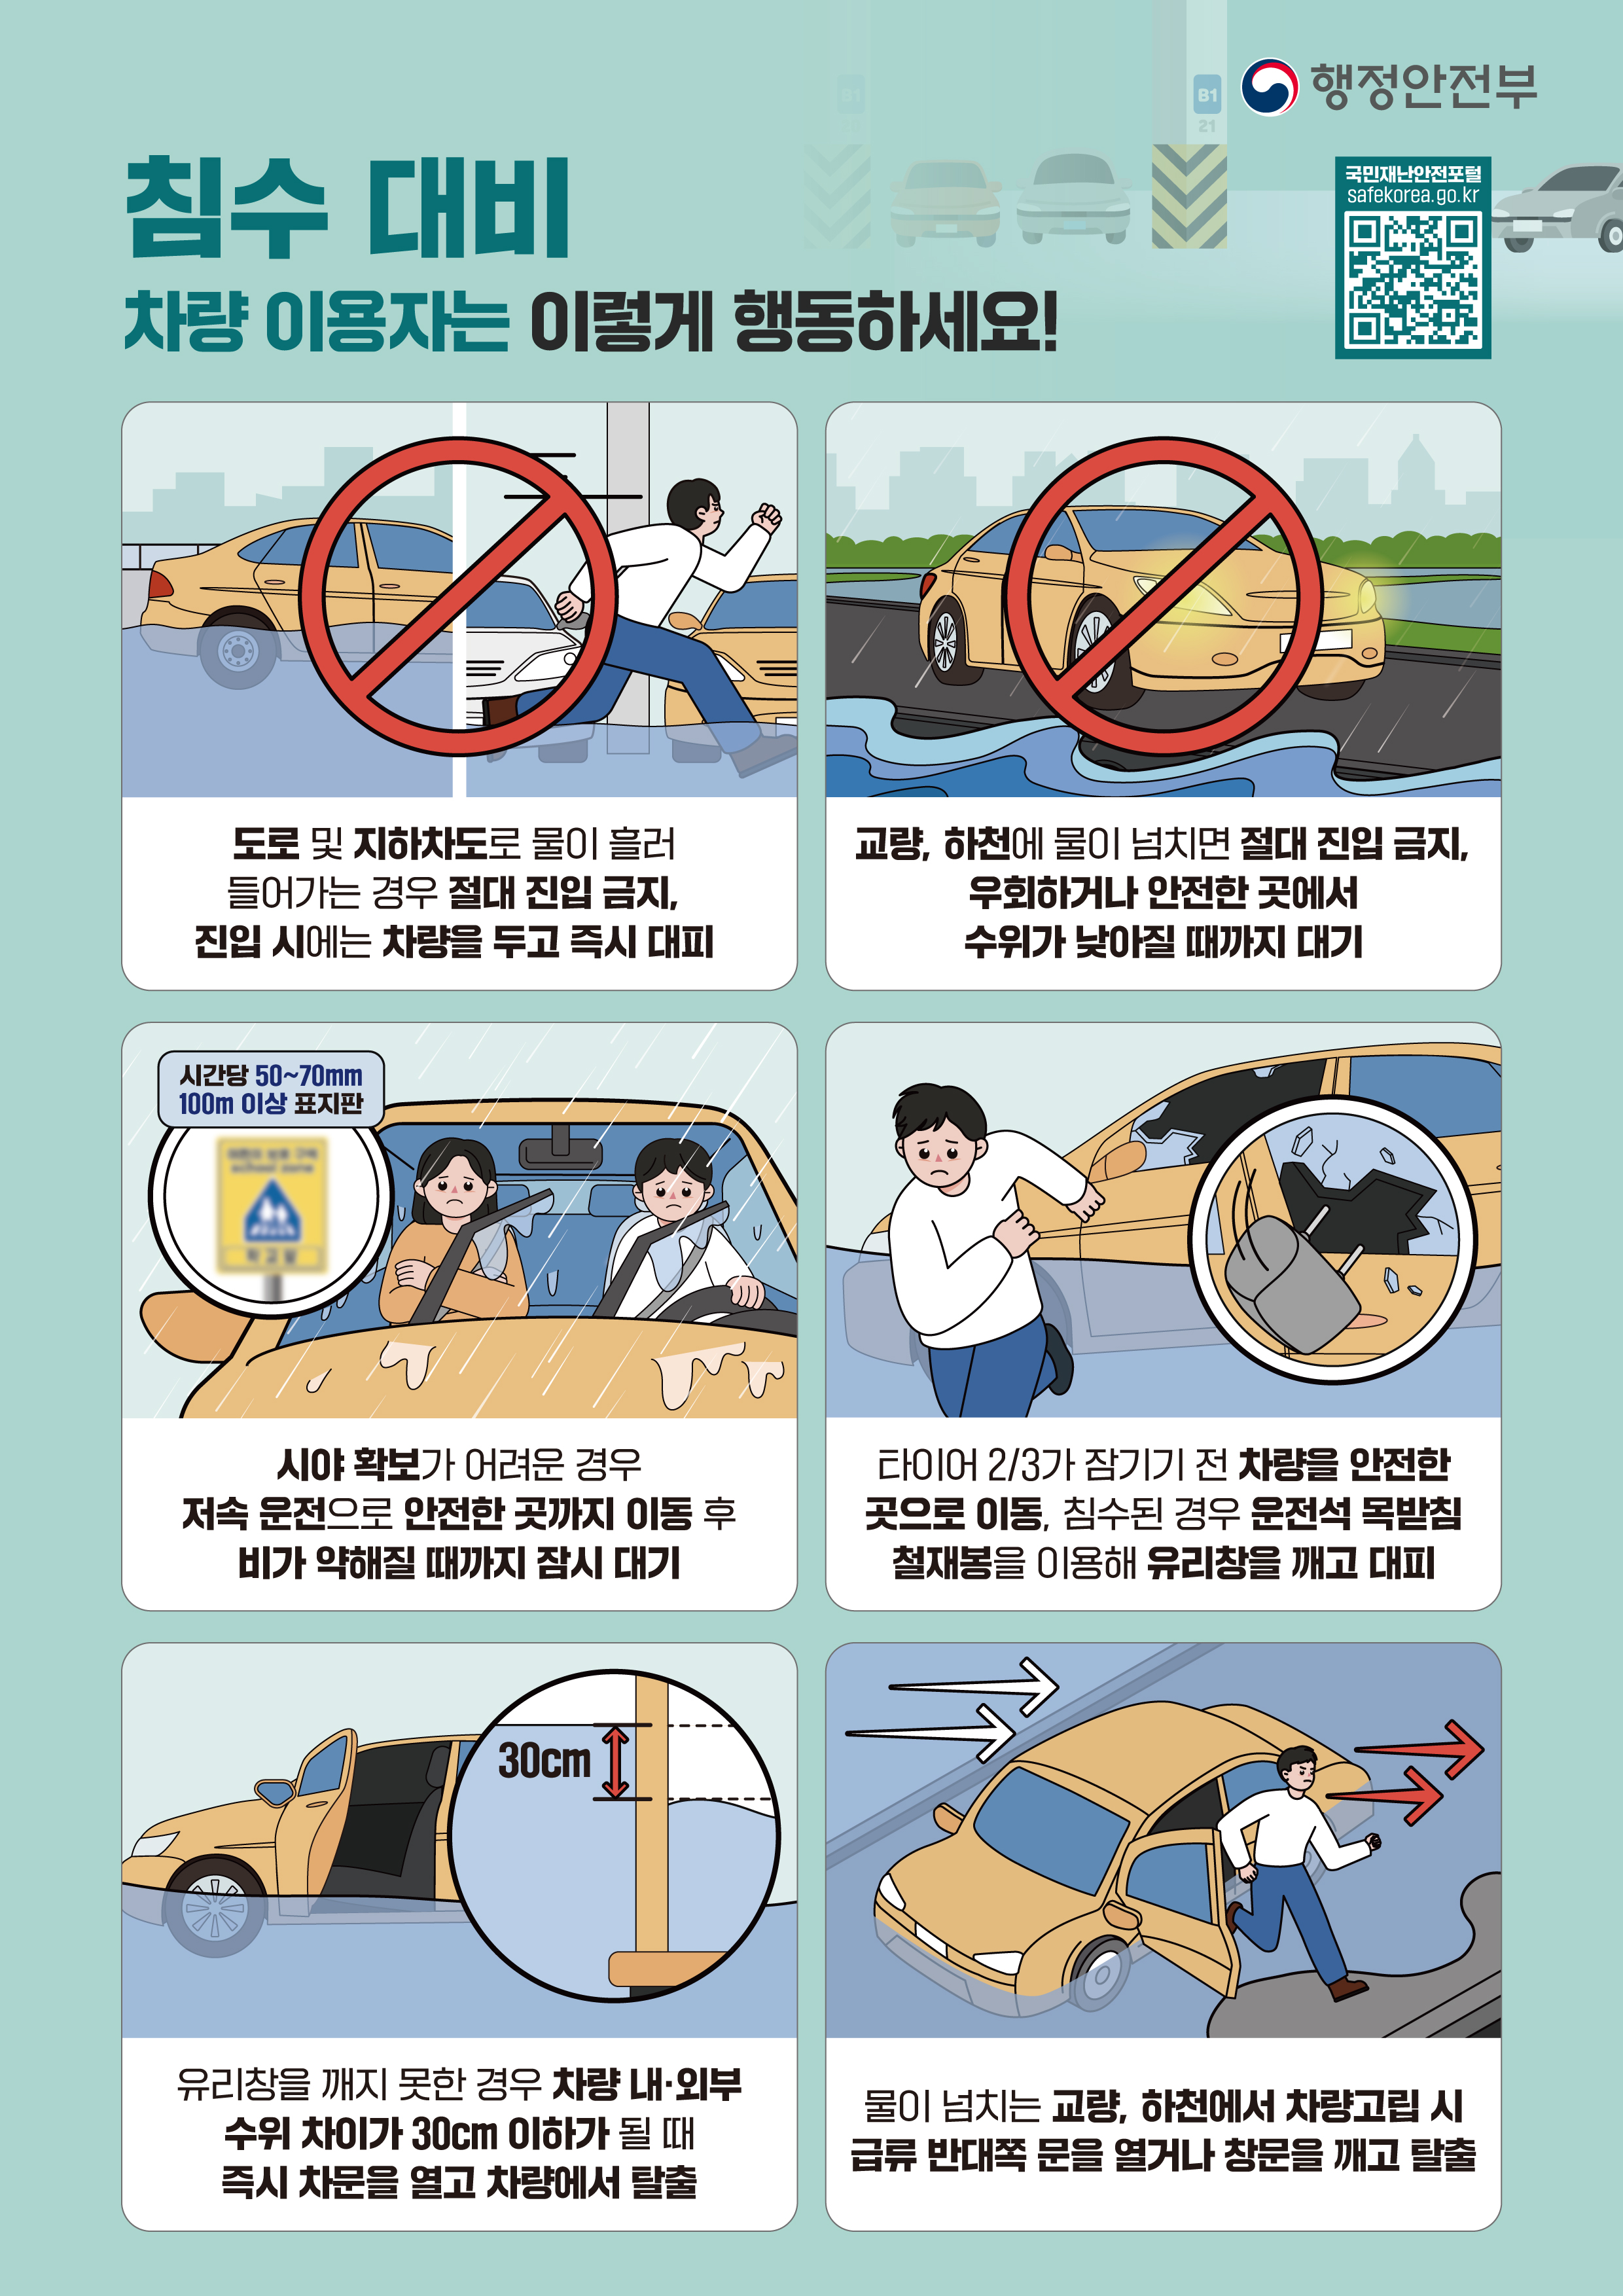 행정안전부
B1
21
B1
국민재난안전포털
safekorea.go.kr
침수 대비
차량 이용자는 이렇게 행동하세요!
도로 및 지하차도로 물이 흘러
들어가는 경우 절대 진입 금지,
진입 시에는 차량을 두고 즉시 대피
교량, 하천에 물이 넘치면 절대 진입 금지,
우회하거나 안전한 곳에서
수위가 낮아질 때까지 대기
시간당 50~70mm
100m 이상 표지판
어린이 보호 구역
school zone
시야 확보가 어려운 경우
저속 운전으로 안전한 곳까지 이동 후
비가 약해질 때까지 잠시 대기
타이어 2/3가 잠기기 전 차량을 안전한
곳으로 이동, 침수된 경우 운전석 목받침
철재봉을 이용해 유리창을 깨고 대피
30cm
유리창을 깨지 못한 경우 차량 내·외부
수위 차이가 30cm 이하가 될 때
즉시 차문을 열고 차량에서 탈출
물이 넘치는 교량, 하천에서 차량고립 시
급류 반대쪽 문을 열거나 창문을 깨고 탈출